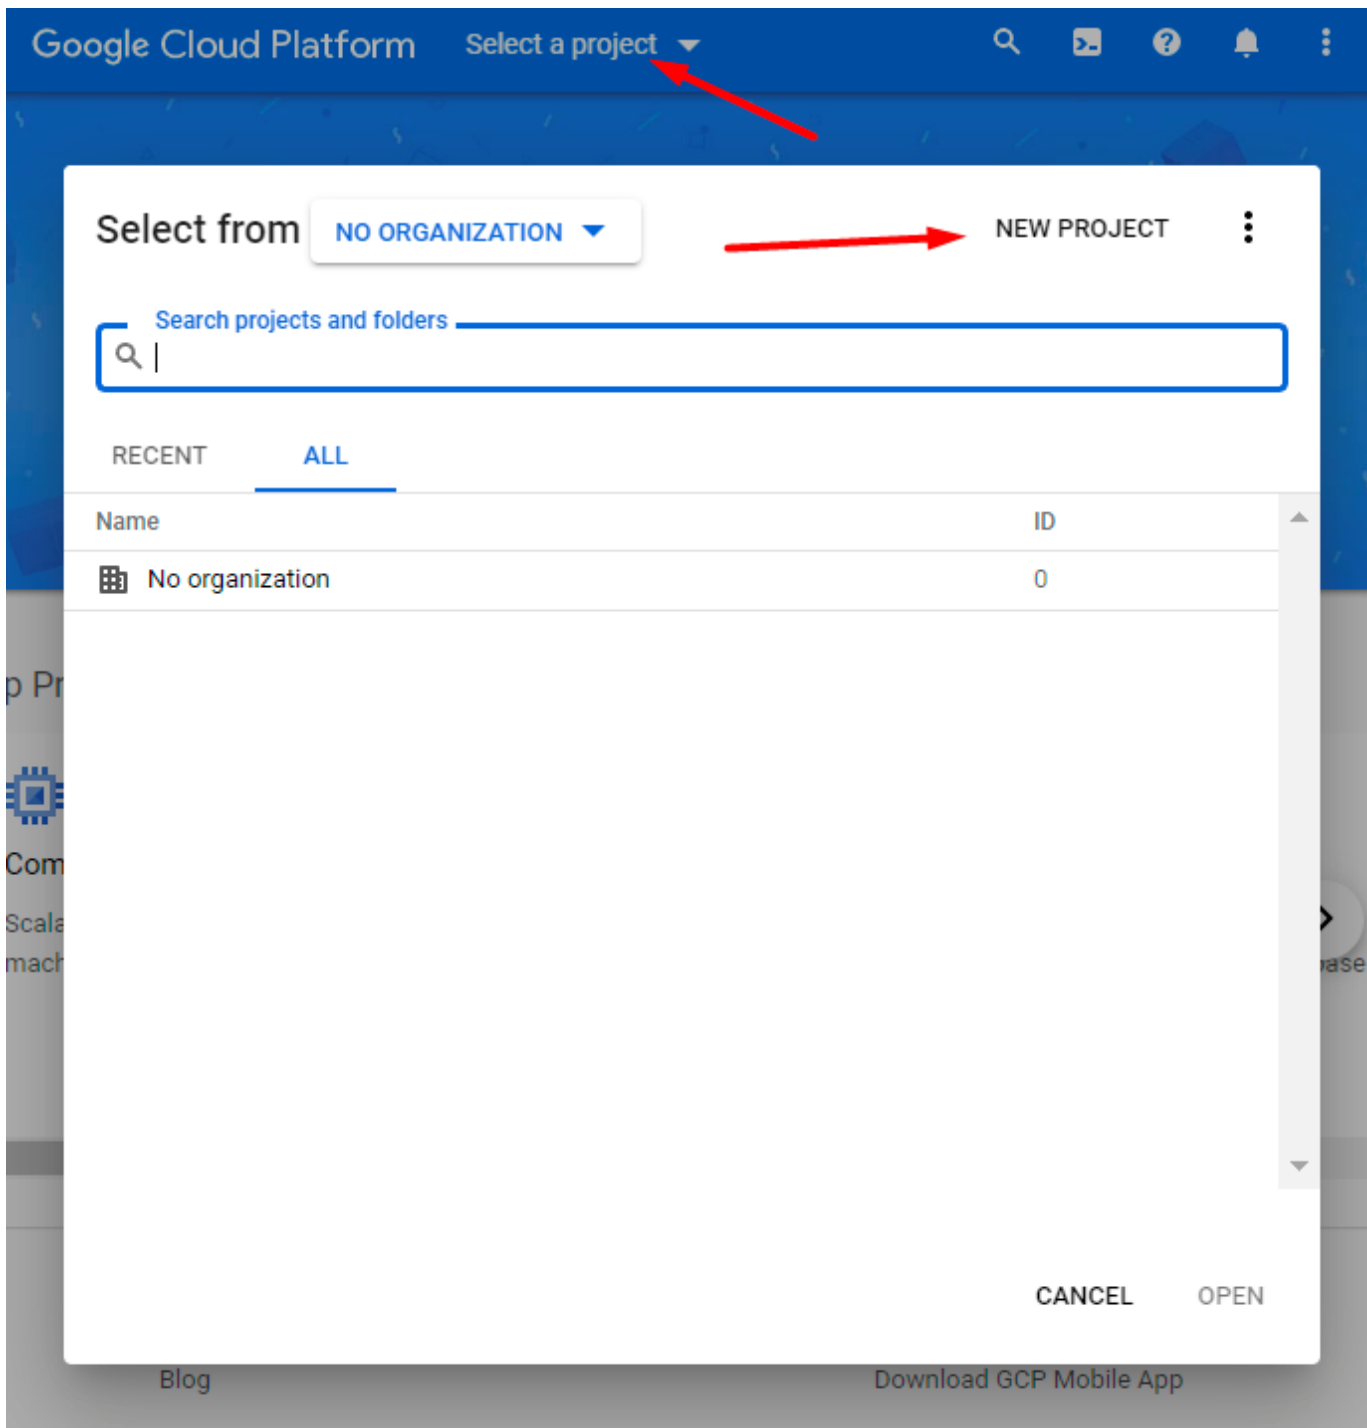 Google Cloud Platform Select a project
Select from NO ORGANIZATION NEW PROJECT
Search projects and folders
RECENT ALL
Name ID
No organization 0
p Pr
Com
Scala
mach
base
CANCEL OPEN
Blog Download GCP Mobile App